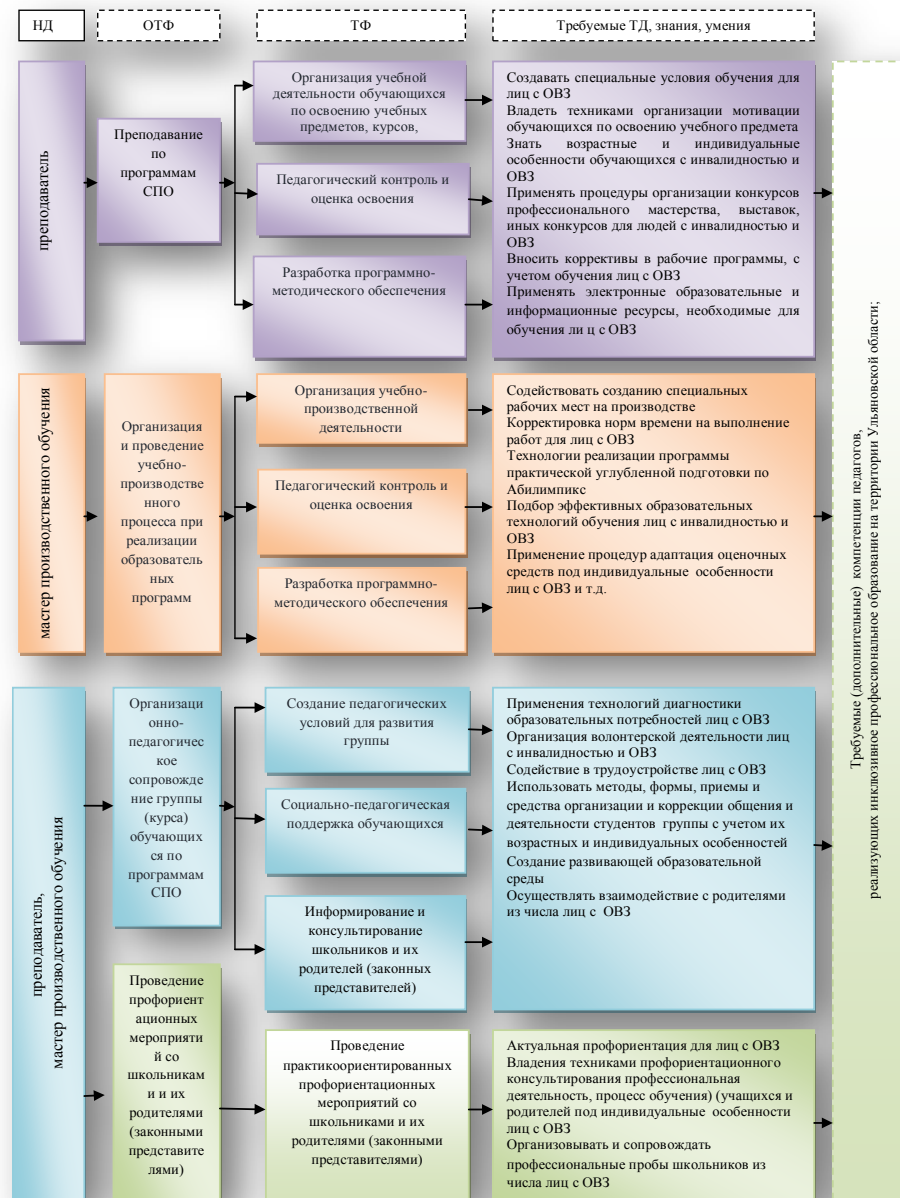 НД
ОТФ
ТФ
Требуемые ТД, знания, умения
преподаватель
Преподавание
по
программам
СПО
Организация учебной
деятельности обучающихся
по освоению учебных
предметов, курсов,
Педагогический контроль и
оценка освоения
Разработка программно-
методического обеспечения
Создавать специальные условия обучения для
лиц с ОВЗ
Владеть техниками организации мотивации
обучающихся по освоению учебного предмета
Знать возрастные и индивидуальные
особенности обучающихся с инвалидностью и
ОВЗ
Применять процедуры организации конкурсов
профессионального мастерства, выставок,
иных конкурсов для людей с инвалидностью и
ОВЗ
Вносить коррективы в рабочие программы, с
учетом обучения лиц с ОВЗ
Применять электронные образовательные и
информационные ресурсы, необходимые для
обучения ли ц с ОВЗ
мастер производственного обучения
Организация
и проведение
учебно-
производстве
нного
процесса при
реализации
образователь
ных
программ
Организация учебно-
производственной
деятельности
Педагогический контроль и
оценка освоения
Разработка программно-
методического обеспечения
Содействовать созданию специальных
рабочих мест на производстве
Корректировка норм времени на выполнение
работ для лиц с ОВЗ
Технологии реализации программы
практической углубленной подготовки по
Абилимпикс
Подбор эффективных образовательных
технологий обучения лиц с инвалидностью и
ОВЗ
Применение процедур адаптация оценочных
средств под индивидуальные особенности
лиц с ОВЗ и т.д.
преподаватель,
мастер производственного обучения
Организаци
онно-
педагогичес
кое
сопровожде
ние группы
(курса)
обучающих
ся по
программам
СПО
Создание педагогических
условий для развития
группы
Социально-педагогическая
поддержка обучающихся
Информирование и
консультирование
школьников и их
родителей (законных
представителей)
Применения технологий диагностики
образовательных потребностей лиц с ОВЗ
Организация волонтерской деятельности лиц
с инвалидностью и ОВЗ
Содействие в трудоустройстве лиц с ОВЗ
Использовать методы, формы, приемы и
средства организации и коррекции общения и
деятельности студентов группы с учетом их
возрастных и индивидуальных особенностей
Создание развивающей образовательной
среды
Осуществлять взаимодействие с родителями
из числа лиц с ОВЗ
Проведение
профориент
ационных
мероприяти
й со
школьникам
и и их
родителями
(законными
представите
лями)
Проведение
практикоориентированных
профориентационных
мероприятий со
школьниками и их
родителями (законными
представителями)
Актуальная профориентация для лиц с ОВЗ
Владения техниками профориентационного
консультирования профессиональная
деятельность, процесс обучения) (учащихся и
родителей под индивидуальные особенности
лиц с ОВЗ
Организовывать и сопровождать
профессиональные пробы школьников из
числа лиц с ОВЗ
Требуемые (дополнительные) компетенции педагогов,
реализующих инклюзивное профессиональное образование на территории Ульяновской области;